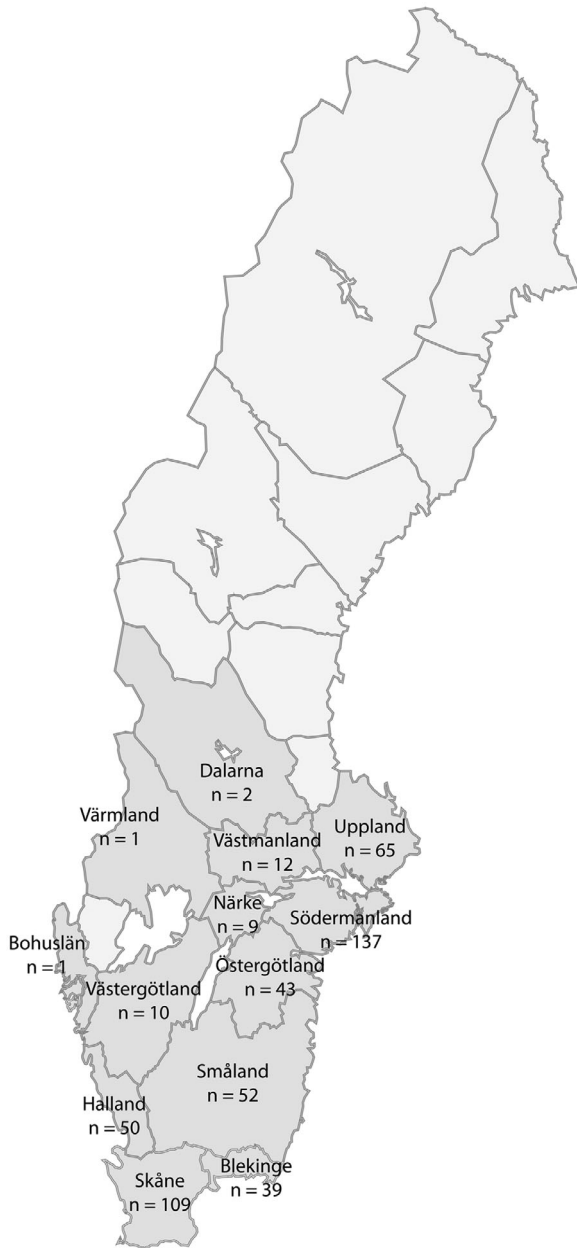 Dalarna
n = 2
Värmland
n = 1
Västmanland
n = 12
Uppland
n = 65
Närke
n = 9
Södermanland
n = 137
Bohuslän
n = 1
Västergötland
n = 10
Östergötland
n = 43
Småland
n = 52
Halland
n = 50
Skåne
n = 109
Blekinge
n = 39